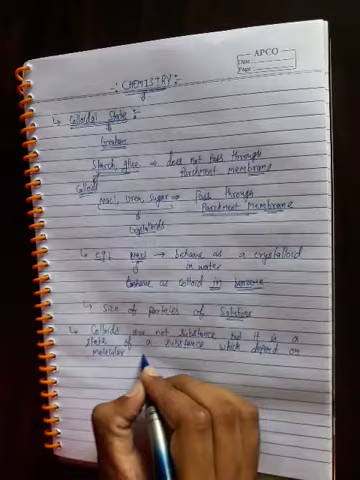 APCO
Date :
Page :
-: CHEMISTRY :-
↳ Colloidal State :-
Graham
Starch, glue → does not Pass through
Parchment membrane
Colloid
Nacl, Urea, Sugar → Pass through
Parchment Membrane
Crystalloids
↳ eg: Nacl → behave as a crystalloid
in water
behave as colloid in benzene
↳ Size of particles of Solution
↳ Colloids are not substance but it is a
state of a substance which depend on
molecular